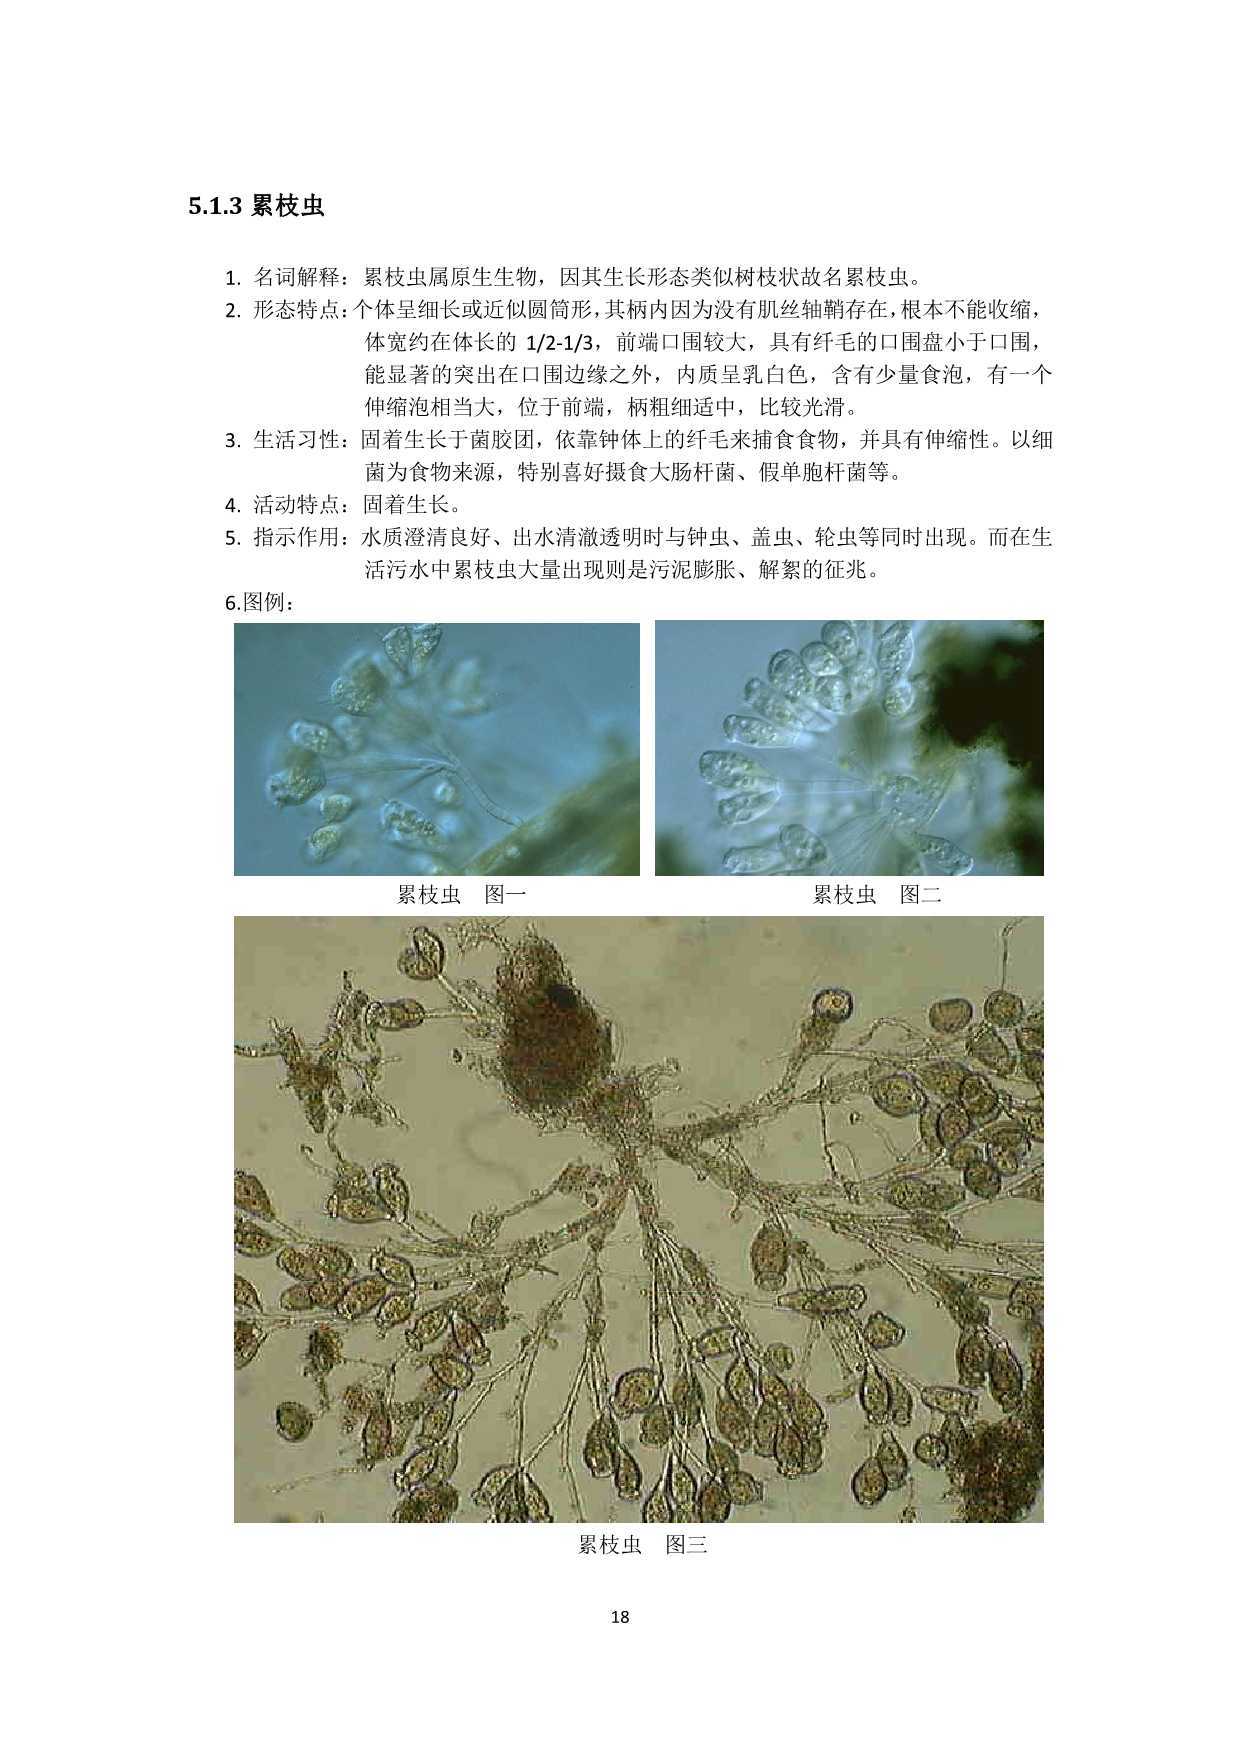 5.1.3 累枝虫
1. 名词解释：累枝虫属原生生物，因其生长形态类似树枝状故名累枝虫。
2. 形态特点：个体呈细长或近似圆筒形，其柄内因为没有肌丝轴鞘存在，根本不能收缩，
体宽约在体长的 1/2-1/3，前端口围较大，具有纤毛的口围盘小于口围，
能显著的突出在口围边缘之外，内质呈乳白色，含有少量食泡，有一个
伸缩泡相当大，位于前端，柄粗细适中，比较光滑。
3. 生活习性：固着生长于菌胶团，依靠钟体上的纤毛来捕食食物，并具有伸缩性。以细
菌为食物来源，特别喜好摄食大肠杆菌、假单胞杆菌等。
4. 活动特点：固着生长。
5. 指示作用：水质澄清良好、出水清澈透明时与钟虫、盖虫、轮虫等同时出现。而在生
活污水中累枝虫大量出现则是污泥膨胀、解絮的征兆。
6.图例：
累枝虫 图一
累枝虫 图二
累枝虫 图三
18